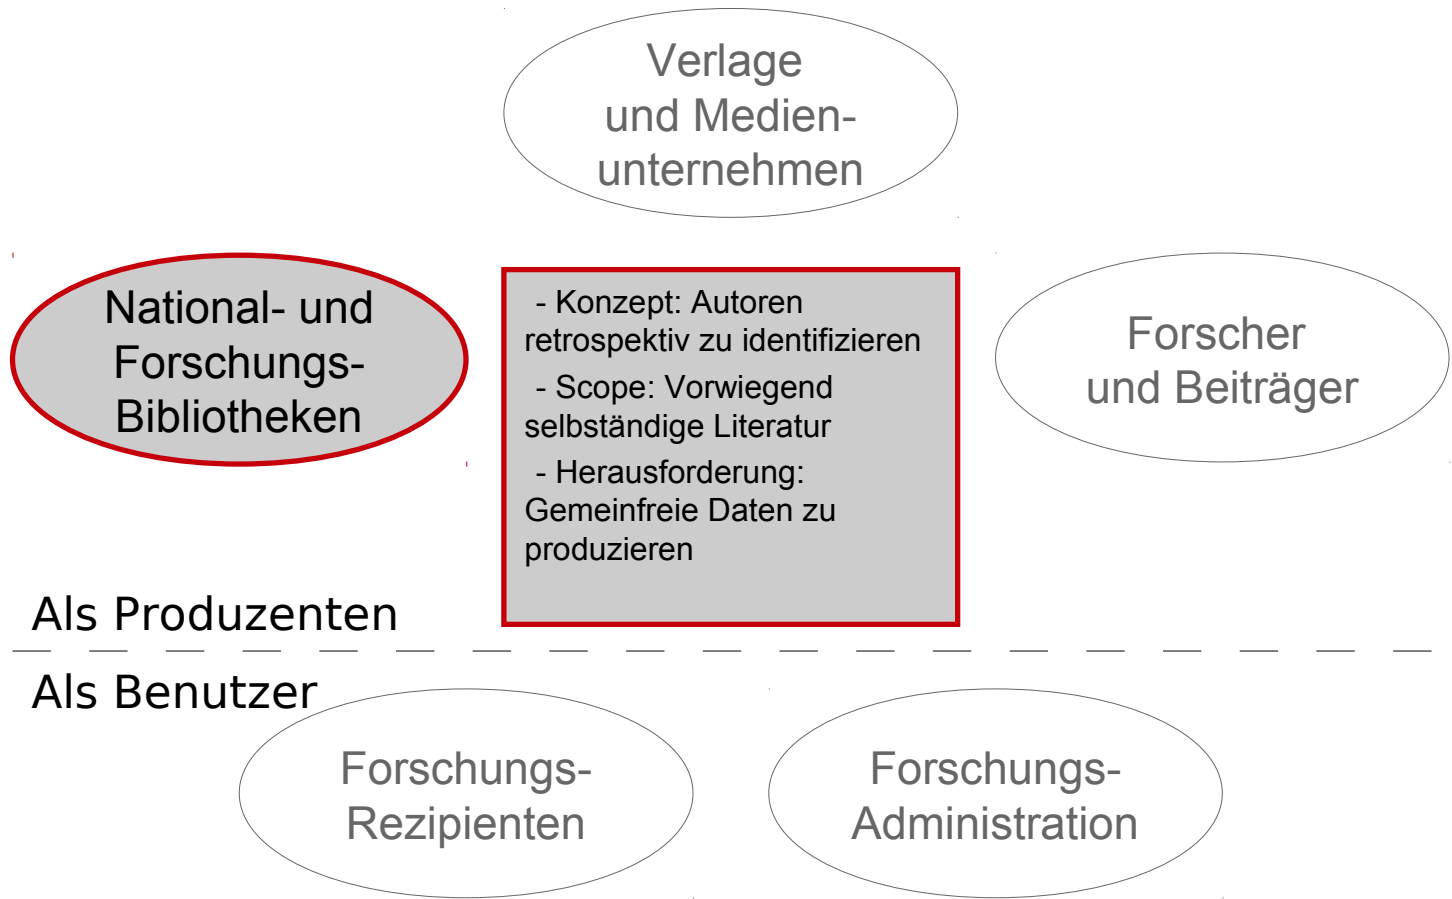 Verlage
und Medien-
unternehmen
National- und
Forschungs-
Bibliotheken
- Konzept: Autoren
retrospektiv zu identifizieren
- Scope: Vorwiegend
selbständige Literatur
- Herausforderung:
Gemeinfreie Daten zu
produzieren
Forscher
und Beiträger
Als Produzenten
Als Benutzer
Forschungs-
Rezipienten
Forschungs-
Administration